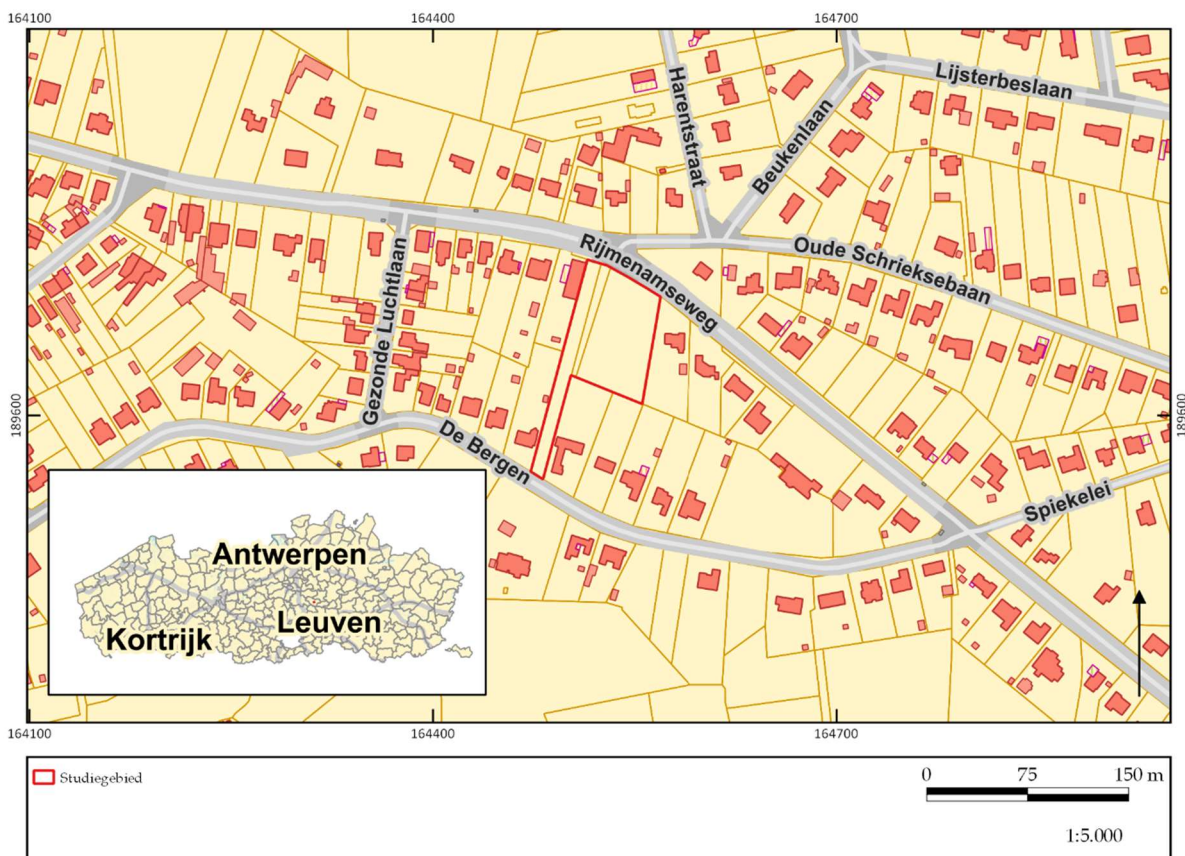 164100
164400
164700
Lijsterbeslaan
Harentstraat
Beukenlaan
Rijmenamseweg
Oude Schrieksebaan
Gezonde Luchtlaan
189600
189600
De Bergen
Spiekelei
Antwerpen
Leuven
Kortrijk
164100
164400
164700
Studiegebied
0 75 150 m
1:5.000